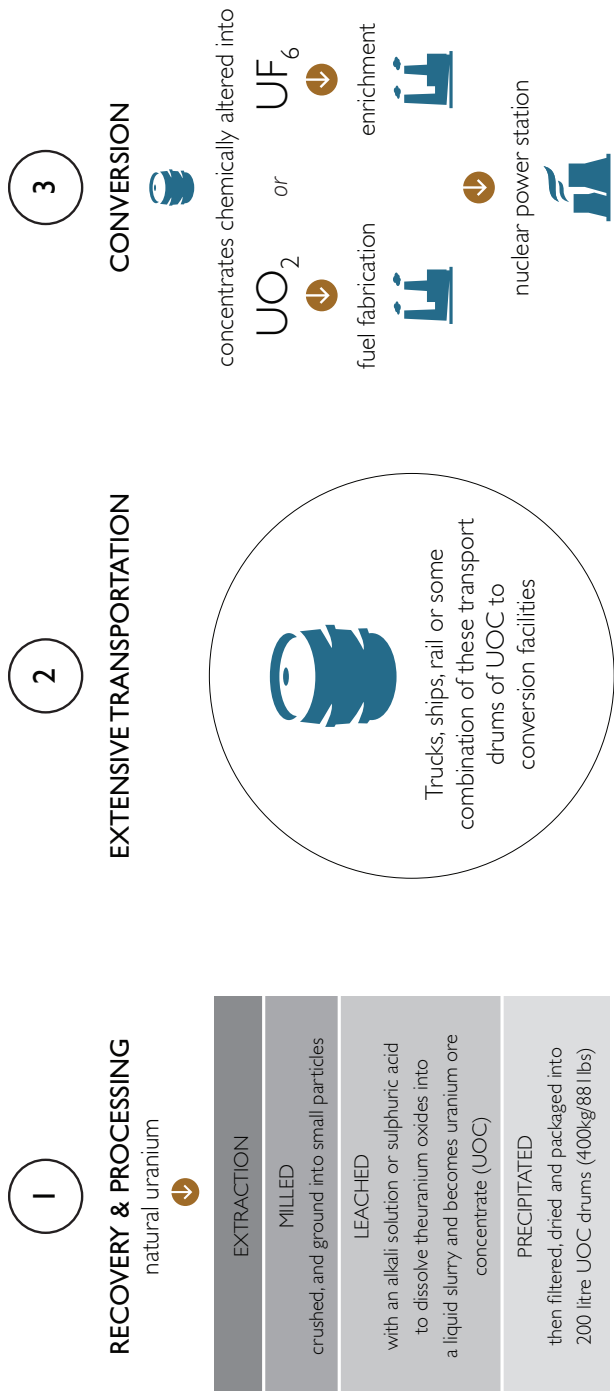 1
RECOVERY & PROCESSING
natural uranium
EXTRACTION
MILLED
crushed, and ground into small particles
LEACHED
with an alkali solution or sulphuric acid
to dissolve theuranium oxides into
a liquid slurry and becomes uranium ore
concentrate (UOC)
PRECIPITATED
then filtered, dried and packaged into
200 litre UOC drums (400kg/881lbs)
2
EXTENSIVE TRANSPORTATION
Trucks, ships, rail or some
combination of these transport
drums of UOC to
conversion facilities
3
CONVERSION
concentrates chemically altered into
UO₂ or UF₆
fuel fabrication enrichment
nuclear power station